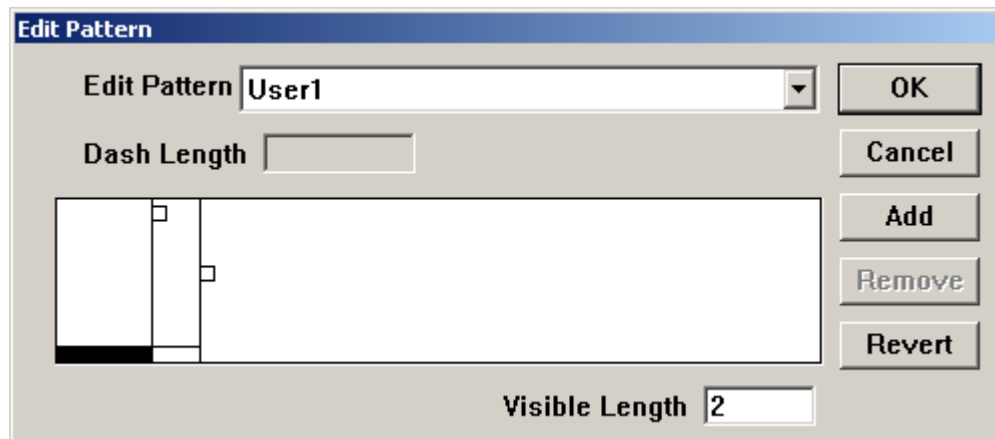 Edit Pattern
Edit Pattern User1 OK
Dash Length Cancel
Add
Remove
Revert
Visible Length 2